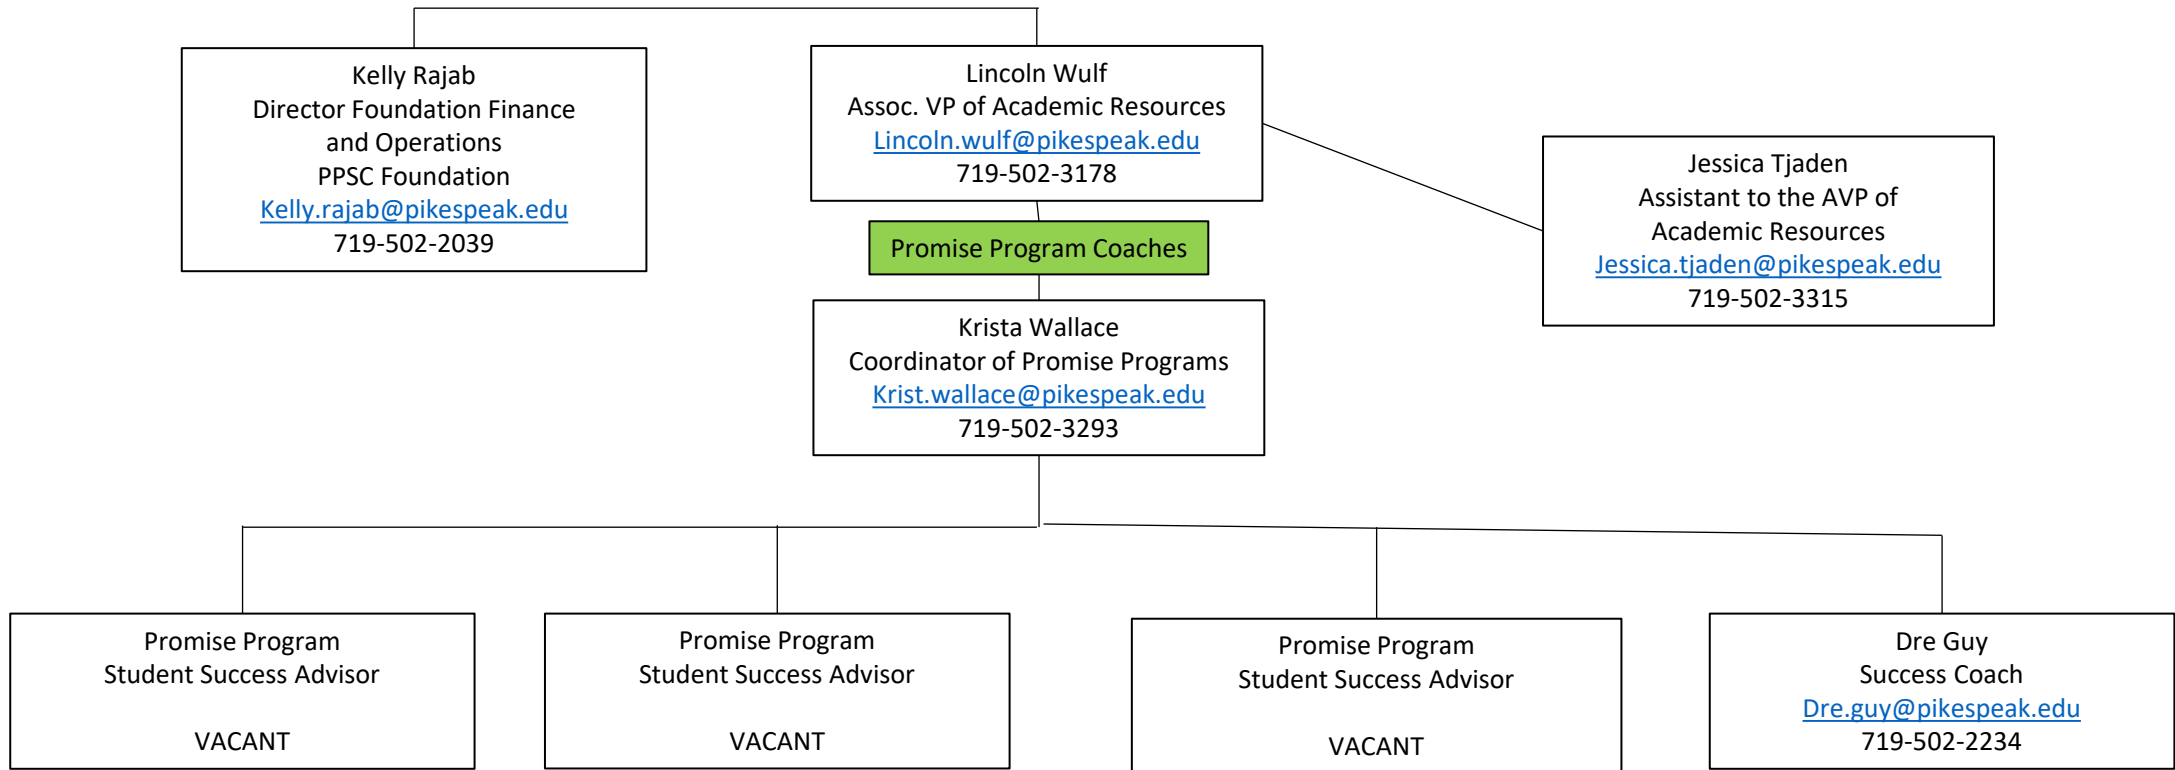 Kelly Rajab
Director Foundation Finance
and Operations
PPSC Foundation
Kelly.rajab@pikespeak.edu
719-502-2039
Lincoln Wulf
Assoc. VP of Academic Resources
Lincoln.wulf@pikespeak.edu
719-502-3178
Jessica Tjaden
Assistant to the AVP of
Academic Resources
Jessica.tjaden@pikespeak.edu
719-502-3315
Promise Program Coaches
Krista Wallace
Coordinator of Promise Programs
Krist.wallace@pikespeak.edu
719-502-3293
Promise Program
Student Success Advisor
VACANT
Promise Program
Student Success Advisor
VACANT
Promise Program
Student Success Advisor
VACANT
Dre Guy
Success Coach
Dre.guy@pikespeak.edu
719-502-2234